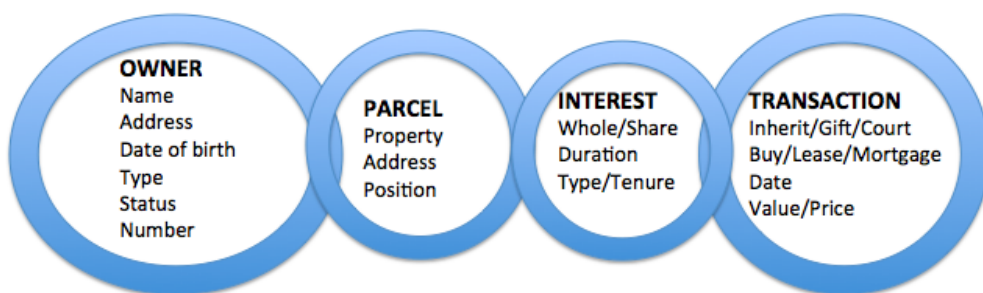 OWNER
Name
Address
Date of birth
Type
Status
Number
PARCEL
Property
Address
Position
INTEREST
Whole/Share
Duration
Type/Tenure
TRANSACTION
Inherit/Gift/Court
Buy/Lease/Mortgage
Date
Value/Price